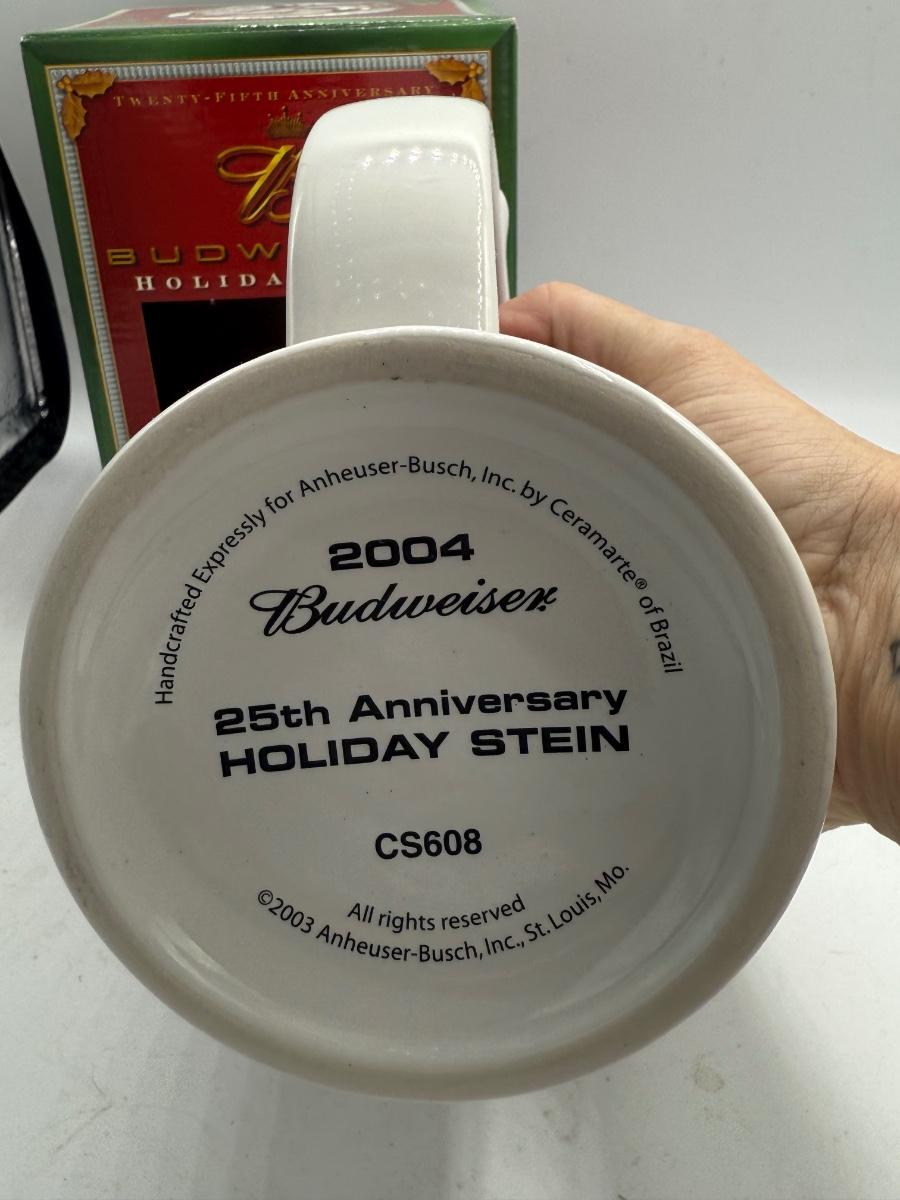 TWENTY-FIFTH ANNIVERSARY
HOLIDA
Handcrafted Expressly for Anheuser-Busch, Inc. by Ceramarte® of Brazil
2004
Budweiser
25th Anniversary
HOLIDAY STEIN
CS608
All rights reserved
©2003 Anheuser-Busch, Inc., St. Louis, Mo.